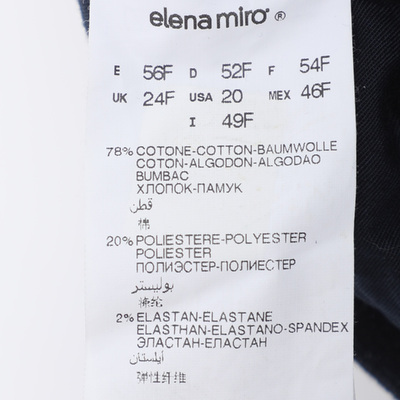 elena miro®
E 56F D 52F F 54F
UK 24F USA 20 MEX 46F
I 49F
78% COTONE-COTTON-BAUMWOLLE
COTON-ALGODON-ALGODAO
BUMBAC
ХЛОПОК-ПАМУК
قطن
棉
20% POLIESTERE-POLYESTER
POLIESTER
ПОЛИЭСТЕР-ПОЛИЕСТЕР
بوليستر
2% ELASTAN-ELASTANE
ELASTHAN-ELASTANO-SPANDEX
ЭЛАСТАН-ЕЛАСТАН
أيلستان
弹性纤维